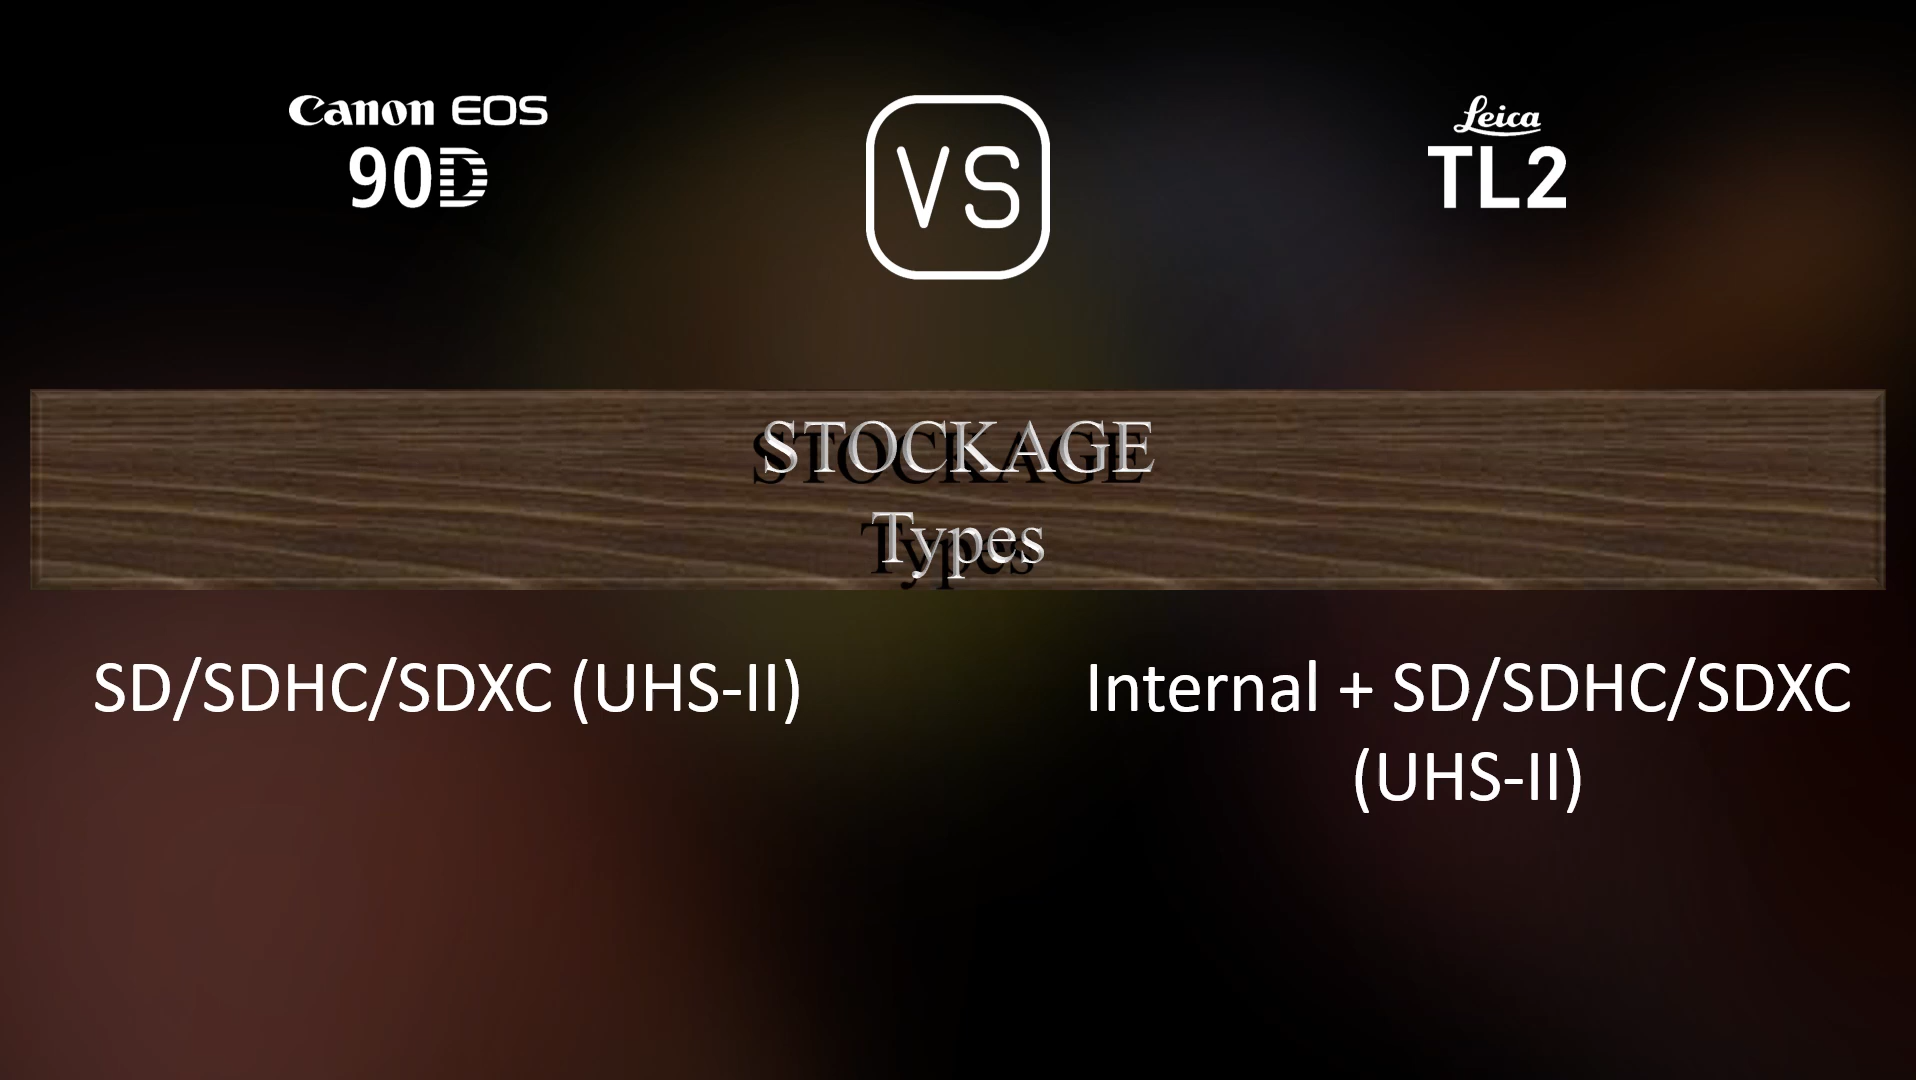 Canon EOS
90D
VS
Leica
TL2
STOCKAGE
Types
SD/SDHC/SDXC (UHS-II)
Internal + SD/SDHC/SDXC
(UHS-II)